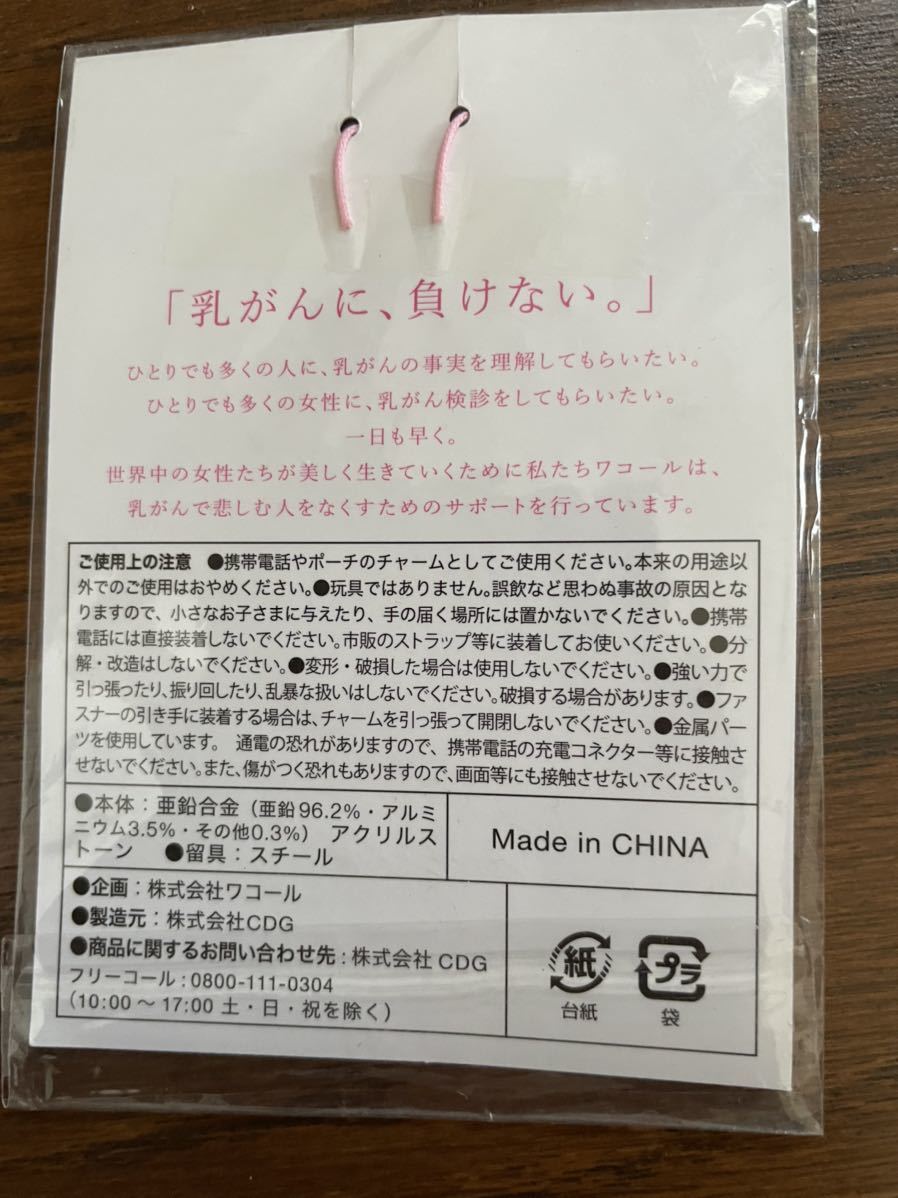 「乳がんに、負けない。」
ひとりでも多くの人に、乳がんの事実を理解してもらいたい。
ひとりでも多くの女性に、乳がん検診をしてもらいたい。
一日も早く。
世界中の女性たちが美しく生きていくために私たちワコールは、
乳がんで悲しむ人をなくすためのサポートを行っています。
ご使用上の注意 ●携帯電話やポーチのチャームとしてご使用ください。本来の用途以
外でのご使用はおやめください。●玩具ではありません。誤飲など思わぬ事故の原因とな
りますので、小さなお子さまに与えたり、手の届く場所には置かないでください。●携帯
電話には直接装着しないでください。市販のストラップ等に装着してお使いください。●分
解・改造はしないでください。●変形・破損した場合は使用しないでください。●強い力で
引っ張ったり、振り回したり、乱暴な扱いはしないでください。破損する場合があります。●ファ
スナーの引き手に装着する場合は、チャームを引っ張って開閉しないでください。●金属パー
ツを使用しています。 通電の恐れがありますので、携帯電話の充電コネクター等に接触さ
せないでください。また、傷がつく恐れもありますので、画面等にも接触させないでください。
●本体：亜鉛合金（亜鉛96.2%・アルミ
ニウム3.5%・その他0.3%） アクリルス
トーン ●留具：スチール
Made in CHINA
●企画：株式会社ワコール
●製造元：株式会社CDG
●商品に関するお問い合わせ先：株式会社CDG
フリーコール：0800-111-0304
（10:00～17:00 土・日・祝を除く）
紙
台紙
プラ
袋